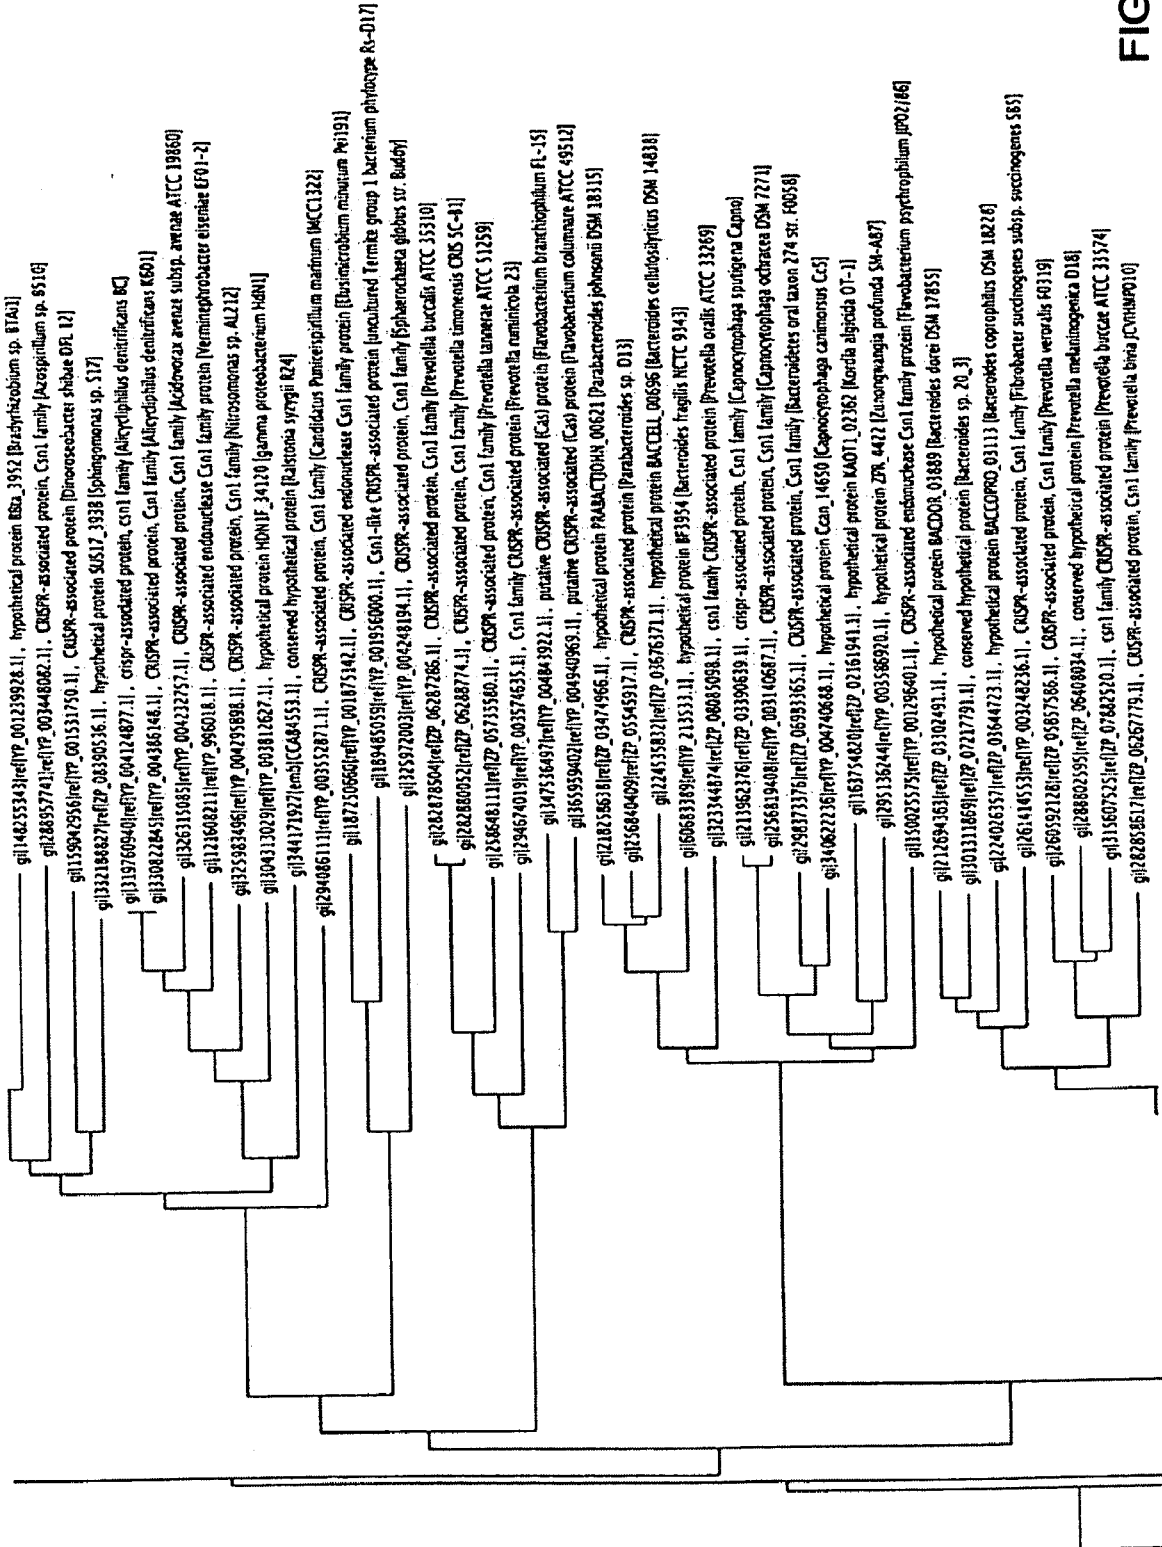 gi|148255343|ref|YP_001239928.1|, hypothetical protein BBta_3952 [Bradyrhizobium sp. BTAi1]
gi|288957741|ref|YP_003448082.1|, CRISPR-associated protein, Csn1 family [Azospirillum sp. B510]
gi|159042956|ref|YP_001531750.1|, CRISPR-associated protein [Dinoroseobacter shibae DFL 12]
gi|332188827|ref|ZP_08390536.1|, hypothetical protein SUS17_3938 [Sphingomonas sp. S17]
gi|319760940|ref|YP_004124877.1|, crispr-associated protein, csn1 family [Alicycliphilus denitrificans BC]
gi|330822845|ref|YP_004386148.1|, CRISPR-associated protein, Csn1 family [Alicycliphilus denitrificans K601]
gi|326315085|ref|YP_004232757.1|, CRISPR-associated protein, Csn1 family [Acidovorax avenae subsp. avenae ATCC 19860]
gi|121608211|ref|YP_996018.1|, CRISPR-associated endonuclease Csn1 family protein [Verminephrobacter eiseniae EF01-2]
gi|325983496|ref|YP_004295898.1|, CRISPR-associated protein, Csn1 family [Nitrosomonas sp. AL212]
gi|304313029|ref|YP_003812627.1|, hypothetical protein HDN1F_34120 [gamma proteobacterium HdN1]
gi|344171927|emb|CCA84553.1|, conserved hypothetical protein [Ralstonia syzygii R24]
gi|294086111|ref|YP_003552871.1|, CRISPR-associated protein, Csn1 family [Candidatus Puniceispirillum marinum IMCC1322]
gi|187250660|ref|YP_001875142.1|, CRISPR-associated endonuclease Csn1 family protein [Elusimicrobium minutum Pei191]
gi|189485059|ref|YP_001956000.1|, Csn1-like CRISPR-associated protein [uncultured Termite group 1 bacterium phylotype Rs-D17]
gi|325972003|ref|YP_004248194.1|, CRISPR-associated protein, Csn1 family [Sphaerochaeta globus str. Buddy]
gi|282878504|ref|ZP_06287286.1|, CRISPR-associated protein, Csn1 family [Prevotella buccalis ATCC 35310]
gi|282880052|ref|ZP_06288774.1|, CRISPR-associated protein, Csn1 family [Prevotella timonensis CRIS 5C-B1]
gi|258648111|ref|ZP_05735580.1|, CRISPR-associated protein, Csn1 family [Prevotella tannerae ATCC 51259]
gi|294674019|ref|YP_003574635.1|, Csn1 family CRISPR-associated protein [Prevotella ruminicola 23]
gi|347536497|ref|YP_004843922.1|, putative CRISPR-associated (Cas) protein [Flavobacterium branchiophilum FL-15]
gi|365959402|ref|YP_004940969.1|, putative CRISPR-associated (Cas) protein [Flavobacterium columnare ATCC 49512]
gi|218258638|ref|ZP_03474966.1|, hypothetical protein PRABACTJOHN_00621 [Parabacteroides johnsonii DSM 18315]
gi|256840409|ref|ZP_05545917.1|, CRISPR-associated protein [Parabacteroides sp. D13]
gi|224535832|ref|ZP_03676371.1|, hypothetical protein BACCELL_00696 [Bacteroides cellulosilyticus DSM 14838]
gi|60683389|ref|YP_213533.1|, hypothetical protein BF3954 [Bacteroides fragilis NCTC 9343]
gi|323344874|ref|ZP_08085098.1|, csn1 family CRISPR-associated protein [Prevotella oralis ATCC 33269]
gi|213962376|ref|ZP_03390639.1|, crispr-associated protein, Csn1 family [Capnocytophaga sputigena Capno]
gi|256819408|ref|YP_003140687.1|, CRISPR-associated protein, Csn1 family [Capnocytophaga ochracea DSM 7271]
gi|298373376|ref|ZP_06983365.1|, CRISPR-associated protein, Csn1 family [Bacteroidetes oral taxon 274 str. F0058]
gi|340622236|ref|YP_004740688.1|, hypothetical protein Ccan_14650 [Capnocytophaga canimorsus Cc5]
gi|163754820|ref|ZP_02161941.1|, hypothetical protein KAOT1_02362 [Kordia algicida OT-1]
gi|295136244|ref|YP_003586920.1|, hypothetical protein ZPR_4422 [Zunongwangia profunda SM-A87]
gi|150025575|ref|YP_001296401.1|, CRISPR-associated endonuclease Csn1 family protein [Flavobacterium psychrophilum JIP02/86]
gi|212694363|ref|ZP_03302491.1|, hypothetical protein BACDOR_03889 [Bacteroides dorei DSM 17855]
gi|301311869|ref|ZP_07217791.1|, conserved hypothetical protein [Bacteroides sp. 20_3]
gi|224026357|ref|ZP_03644723.1|, hypothetical protein BACCOPRO_03113 [Bacteroides coprophilus DSM 18228]
gi|261414553|ref|YP_003248236.1|, CRISPR-associated protein, Csn1 family [Fibrobacter succinogenes subsp. succinogenes S85]
gi|260592128|ref|ZP_05857586.1|, CRISPR-associated protein, Csn1 family [Prevotella veroralis F0319]
gi|288802595|ref|ZP_06408034.1|, conserved hypothetical protein [Prevotella melaninogenica D18]
gi|315607525|ref|ZP_07882520.1|, csn1 family CRISPR-associated protein [Prevotella buccae ATCC 33574]
gi|282858617|ref|ZP_06267779.1|, CRISPR-associated protein, Csn1 family [Prevotella bivia JCVIHMP010]
FIG